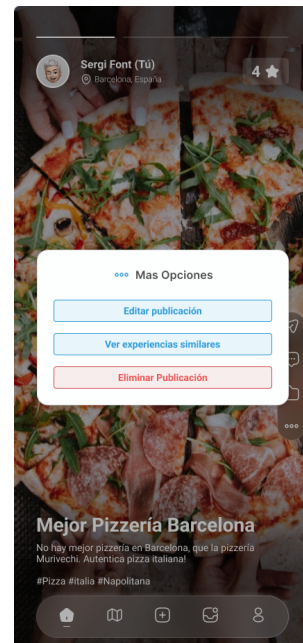 Sergi Font (Tú)
Barcelona, España
4
Mas Opciones
Editar publicación
Ver experiencias similares
Eliminar Publicación
Mejor Pizzería Barcelona
No hay mejor pizzeria en Barcelona, que la pizzería
Murivechi. Autentica pizza italiana!
#Pizza #italia #Napolitana